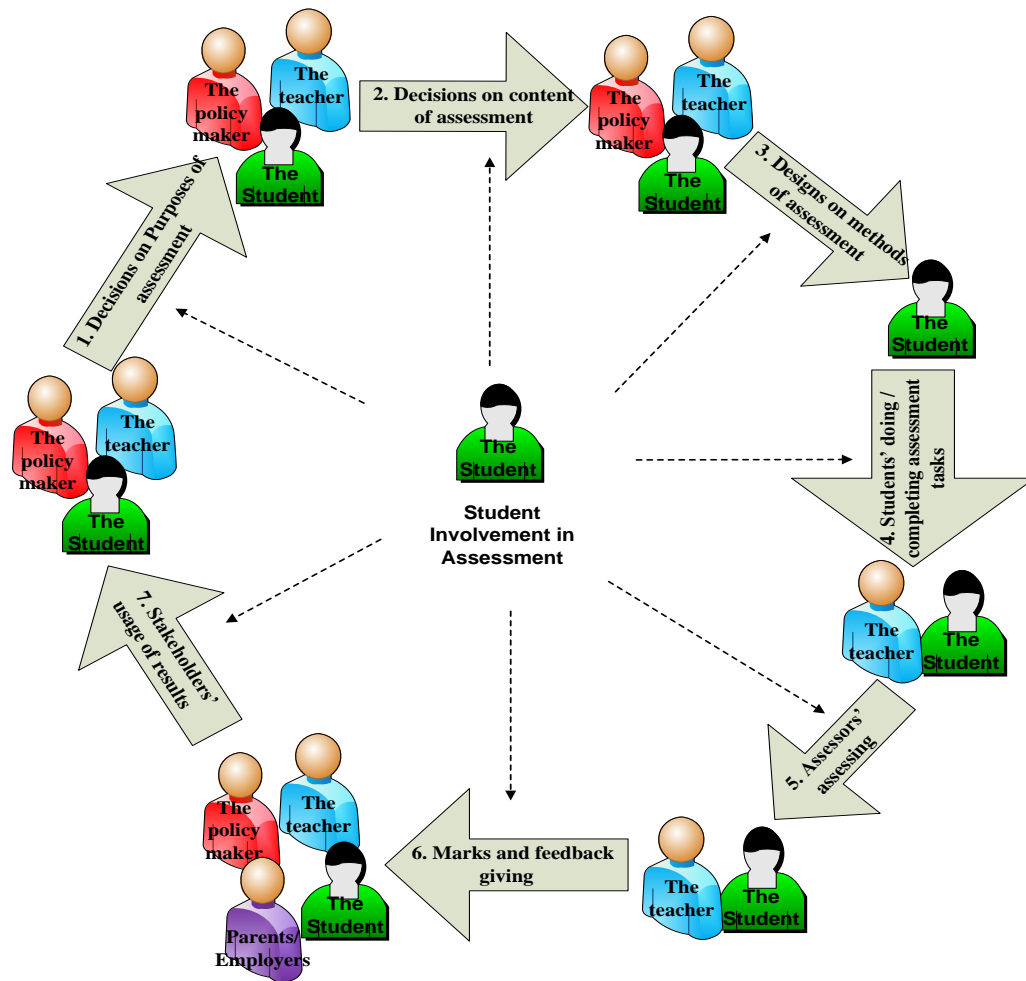 The
policy
maker
The
teacher
The
Student
2. Decisions on content
of assessment
The
policy
maker
The
teacher
The
Student
3. Designs on methods
of assessment
The
Student
4. Students' doing /
completing assessment
tasks
The
teacher
The
Student
5. Assessors'
assessing
The
teacher
The
Student
6. Marks and feedback
giving
The
policy
maker
The
teacher
The
Student
Parents/
Employers
7. Stakeholders'
usage of results
The
policy
maker
The
teacher
The
Student
1. Decisions on Purposes of
assessment
The
Student
Student
Involvement in
Assessment